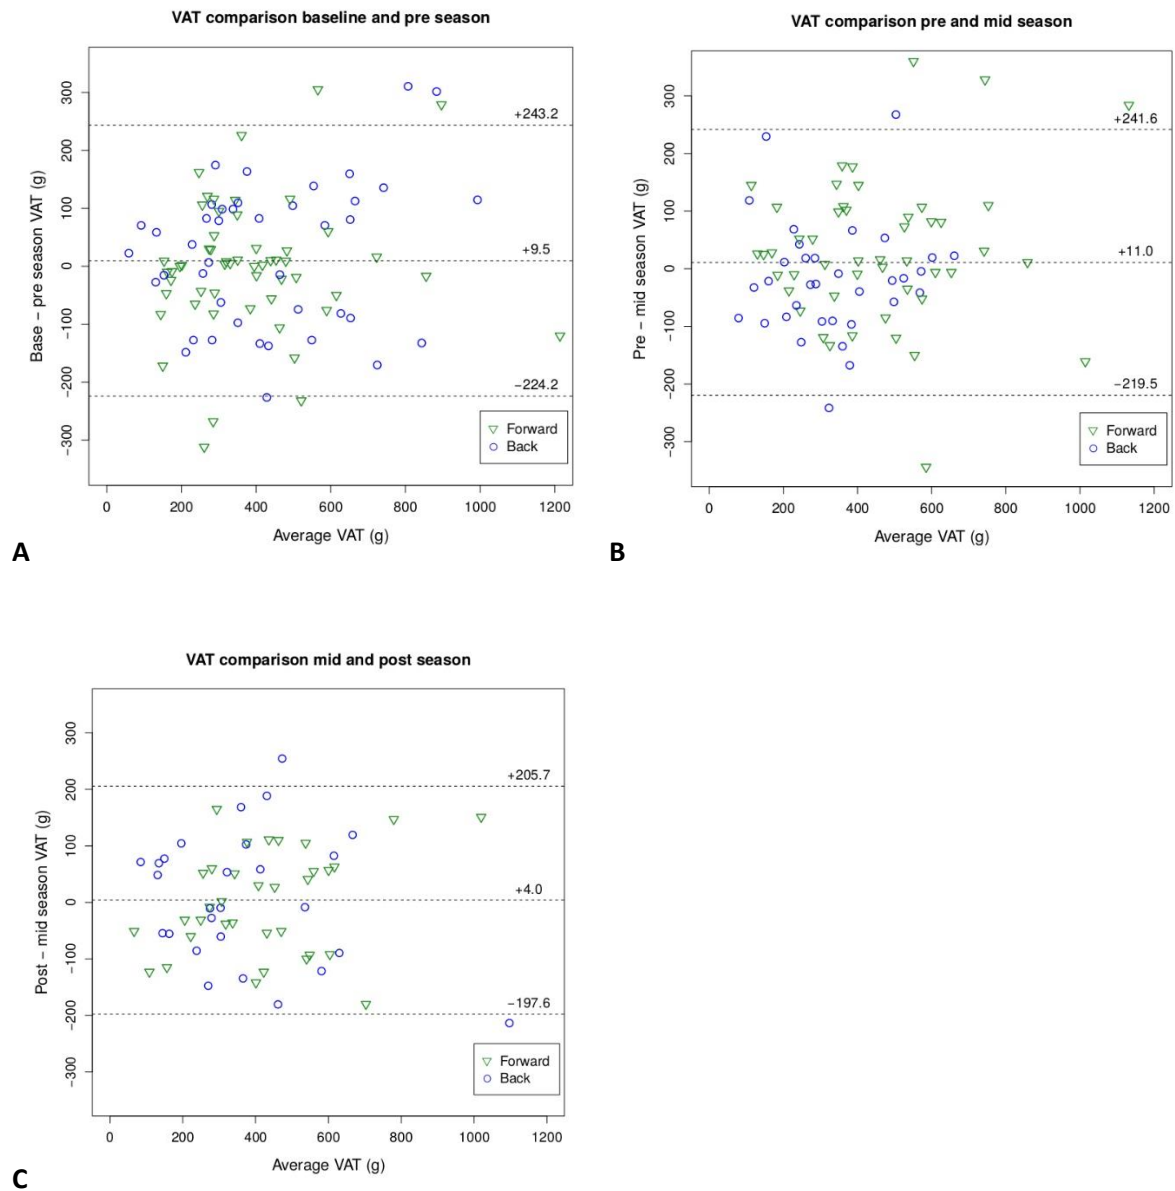 VAT comparison baseline and pre season
Base − pre season VAT (g)
300
200
100
0
−100
−200
−300
+243.2
+9.5
−224.2
Forward
Back
0 200 400 600 800 1000 1200
Average VAT (g)
A
VAT comparison pre and mid season
Pre − mid season VAT (g)
300
200
100
0
−100
−200
−300
+241.6
+11.0
−219.5
Forward
Back
0 200 400 600 800 1000 1200
Average VAT (g)
B
VAT comparison mid and post season
Post − mid season VAT (g)
300
200
100
0
−100
−200
−300
+205.7
+4.0
−197.6
Forward
Back
0 200 400 600 800 1000 1200
Average VAT (g)
C